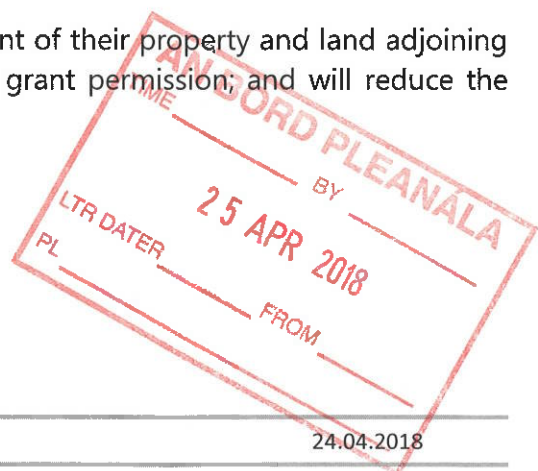 nt of their property and land adjoining
grant permission; and will reduce the
AN BORD PLEANÁLA
TIME BY
25 APR 2018
LTR DATER FROM
PL
24.04.2018